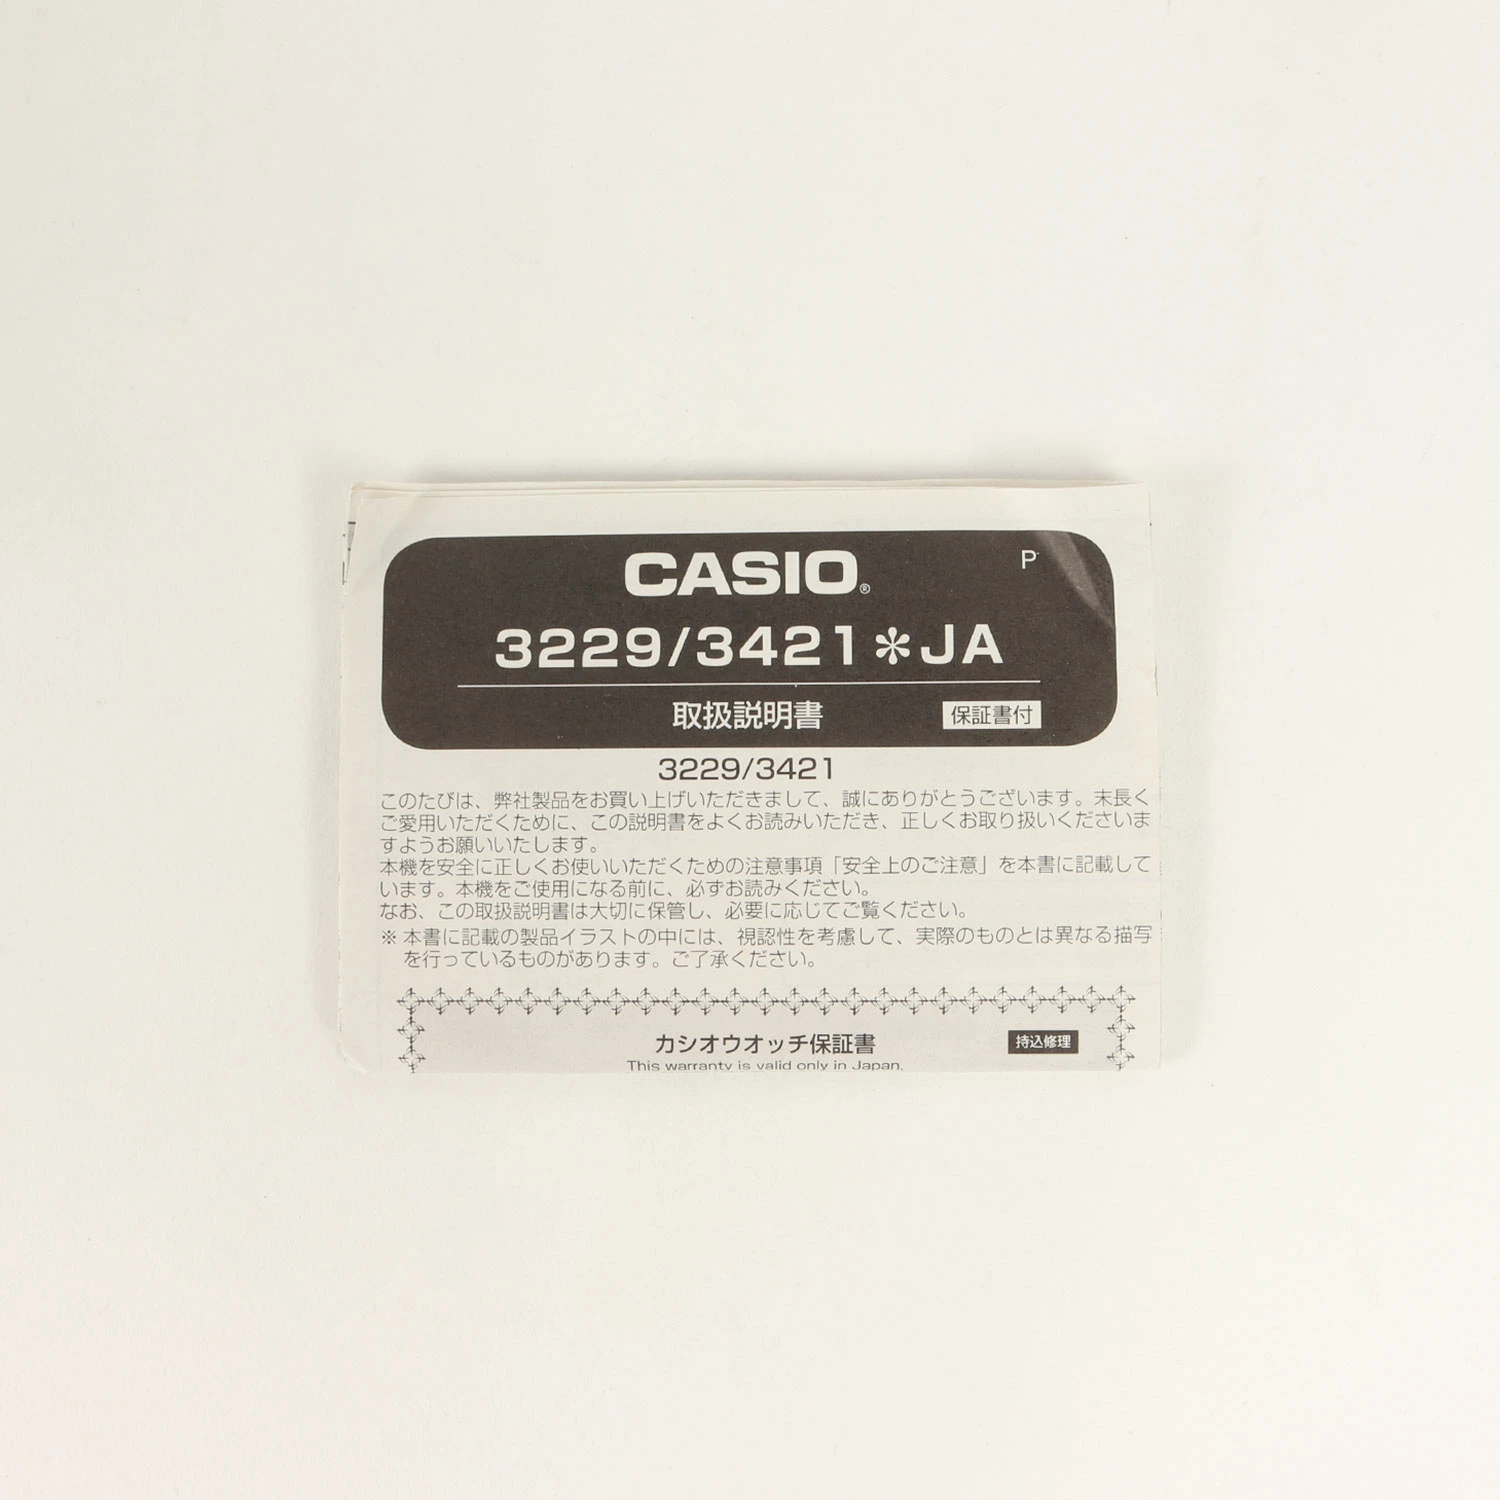 CASIO®
P
3229/3421✻JA
取扱説明書
保証書付
3229/3421
このたびは、弊社製品をお買い上げいただきまして、誠にありがとうございます。末長く
ご愛用いただくために、この説明書をよくお読みいただき、正しくお取り扱いくださいま
すようお願いいたします。
本機を安全に正しくお使いいただくための注意事項「安全上のご注意」を本書に記載して
います。本機をご使用になる前に、必ずお読みください。
なお、この取扱説明書は大切に保管し、必要に応じてご覧ください。
※ 本書に記載の製品イラストの中には、視認性を考慮して、実際のものとは異なる描写
を行っているものがあります。ご了承ください。
カシオウオッチ保証書
持込修理
This warranty is valid only in Japan.